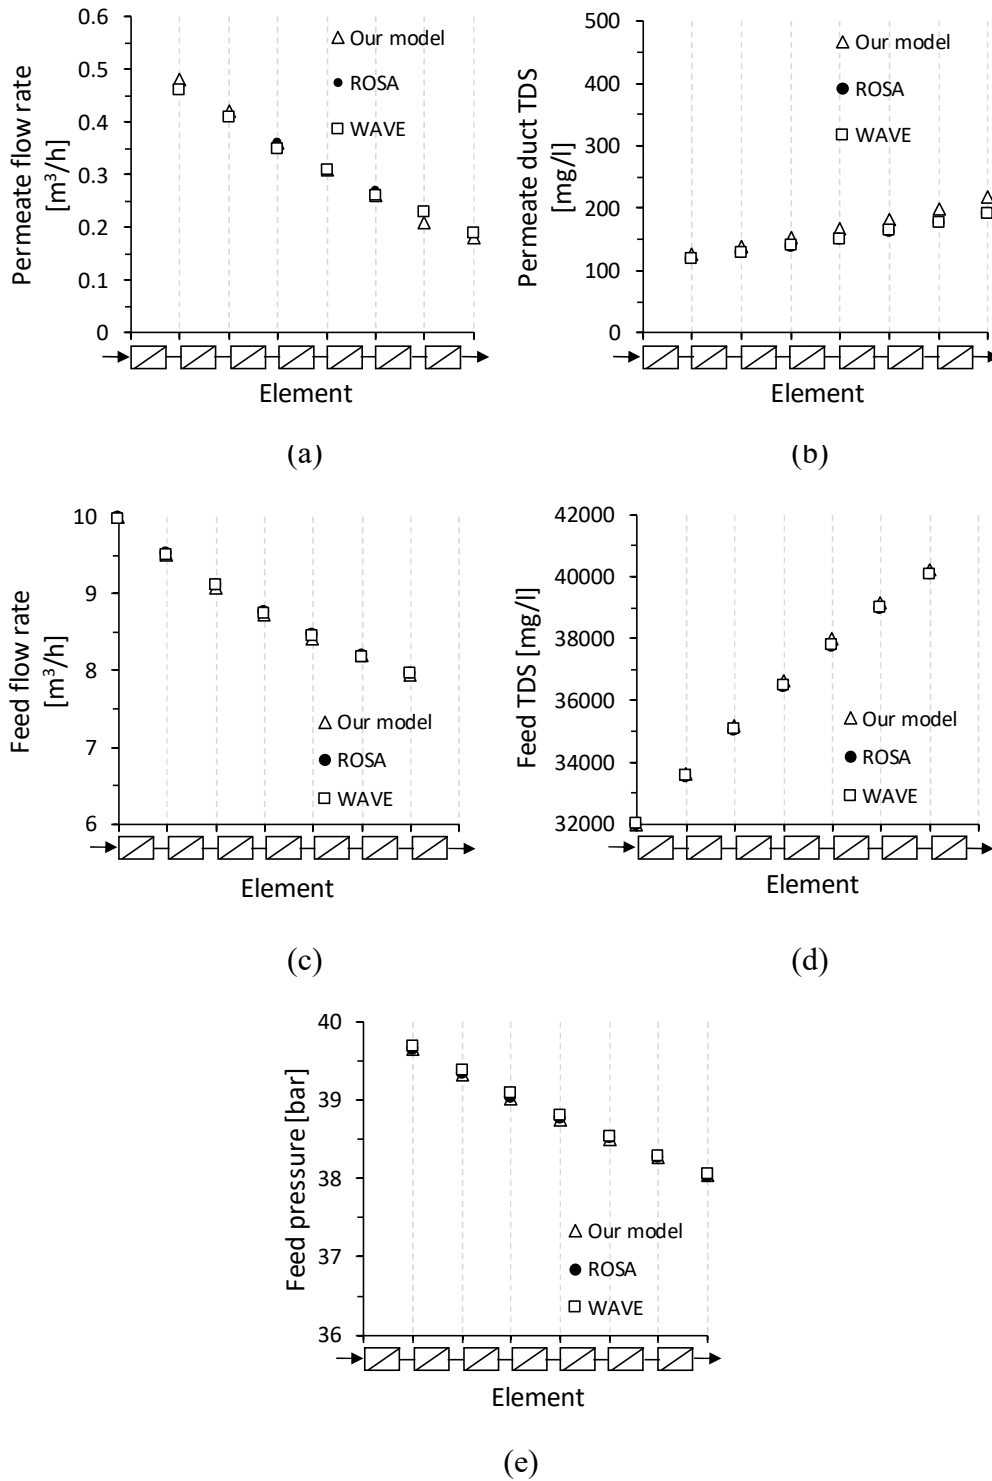 Permeate flow rate
[m³/h]
0.6
0.5
0.4
0.3
0.2
0.1
0
Our model
ROSA
WAVE
Element
(a)
Permeate duct TDS
[mg/l]
500
400
300
200
100
0
Our model
ROSA
WAVE
Element
(b)
Feed flow rate
[m³/h]
10
9
8
7
6
Our model
ROSA
WAVE
Element
(c)
Feed TDS [mg/l]
42000
40000
38000
36000
34000
32000
Our model
ROSA
WAVE
Element
(d)
Feed pressure [bar]
40
39
38
37
36
Our model
ROSA
WAVE
Element
(e)